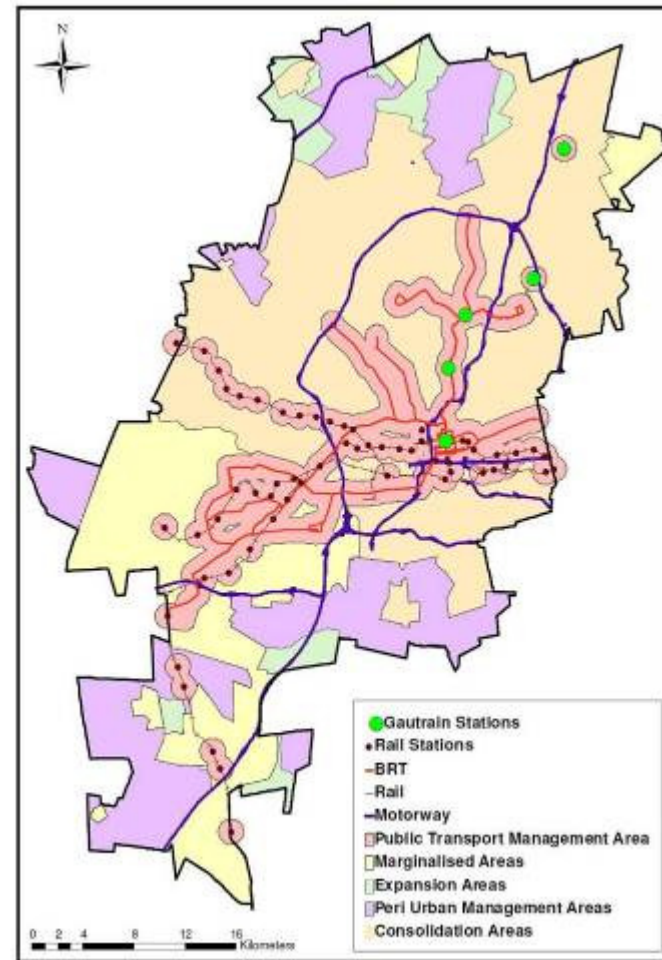 N
Gautrain Stations
Rail Stations
BRT
Rail
Motorway
Public Transport Management Area
Marginalised Areas
Expansion Areas
Peri Urban Management Areas
Consolidation Areas
0 2 4 8 12 16
Kilometers